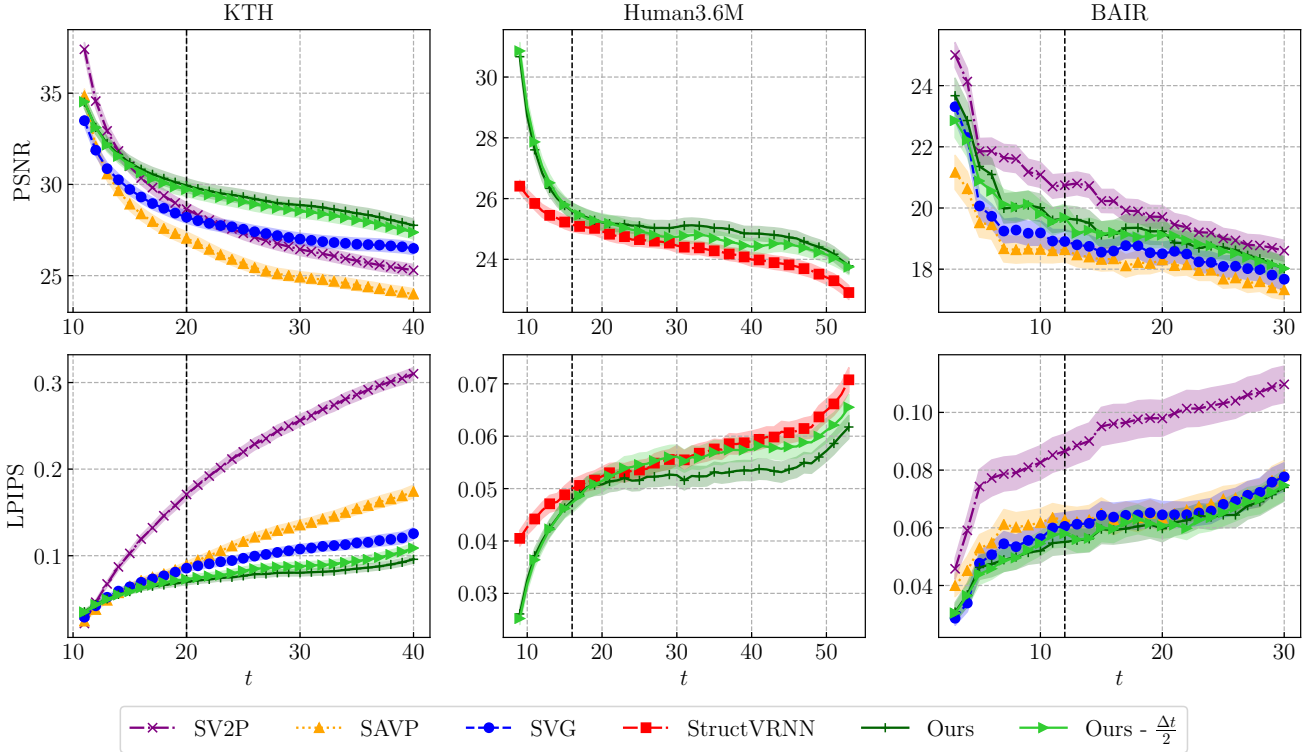 KTH
Human3.6M
BAIR
PSNR
35
30
25
10 20 30 40
30
28
26
24
10 20 30 40 50
24
22
20
18
10 20 30
LPIPS
0.3
0.2
0.1
10 20 30 40
t
0.07
0.06
0.05
0.04
0.03
10 20 30 40 50
t
0.10
0.08
0.06
0.04
10 20 30
t
SV2P SAVP SVG StructVRNN Ours Ours - Δt/2